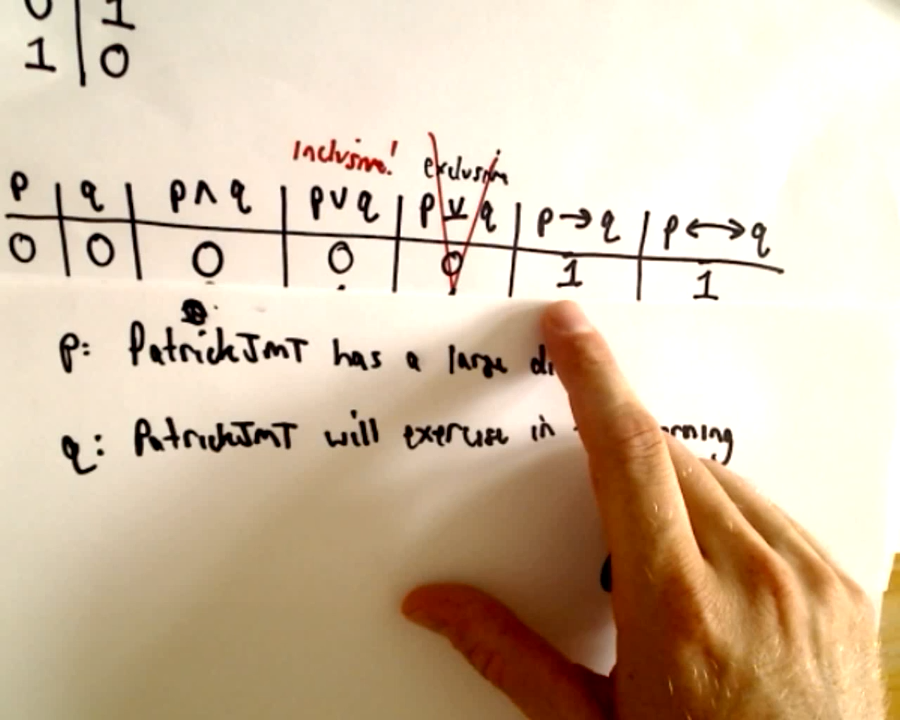 0 1
1 0
Inclusive! exclusive
p q p∧q p∨q p⊻q p→q p↔q
0 0 0 0 0 1 1
p: PatrickJMT has a large
q: PatrickJMT will exercise in